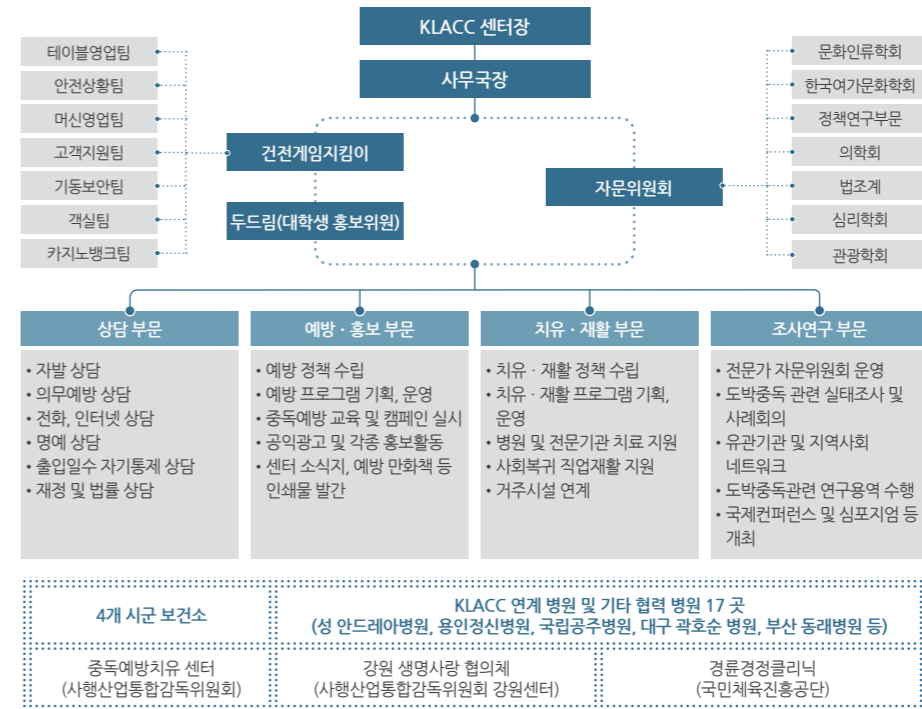 KLACC 센터장
사무국장
테이블영업팀
안전상황팀
머신영업팀
고객지원팀
기동보안팀
객실팀
카지노뱅크팀
건전게임지킴이
두드림(대학생 홍보위원)
자문위원회
문화인류학회
한국여가문화학회
정책연구부문
의학회
법조계
심리학회
관광학회
상담 부문
• 자발 상담
• 의무예방 상담
• 전화, 인터넷 상담
• 명예 상담
• 출입일수 자기통제 상담
• 재정 및 법률 상담
예방 · 홍보 부문
• 예방 정책 수립
• 예방 프로그램 기획, 운영
• 중독예방 교육 및 캠페인 실시
• 공익광고 및 각종 홍보활동
• 센터 소식지, 예방 만화책 등
인쇄물 발간
치유 · 재활 부문
• 치유 · 재활 정책 수립
• 치유 · 재활 프로그램 기획,
운영
• 병원 및 전문기관 치료 지원
• 사회복귀 직업재활 지원
• 거주시설 연계
조사연구 부문
• 전문가 자문위원회 운영
• 도박중독 관련 실태조사 및
사례회의
• 유관기관 및 지역사회
네트워크
• 도박중독관련 연구용역 수행
• 국제컨퍼런스 및 심포지엄 등
개최
4개 시군 보건소
KLACC 연계 병원 및 기타 협력 병원 17 곳
(성 안드레아병원, 용인정신병원, 국립공주병원, 대구 곽호순 병원, 부산 동래병원 등)
중독예방치유 센터
(사행산업통합감독위원회)
강원 생명사랑 협의체
(사행산업통합감독위원회 강원센터)
경륜경정클리닉
(국민체육진흥공단)